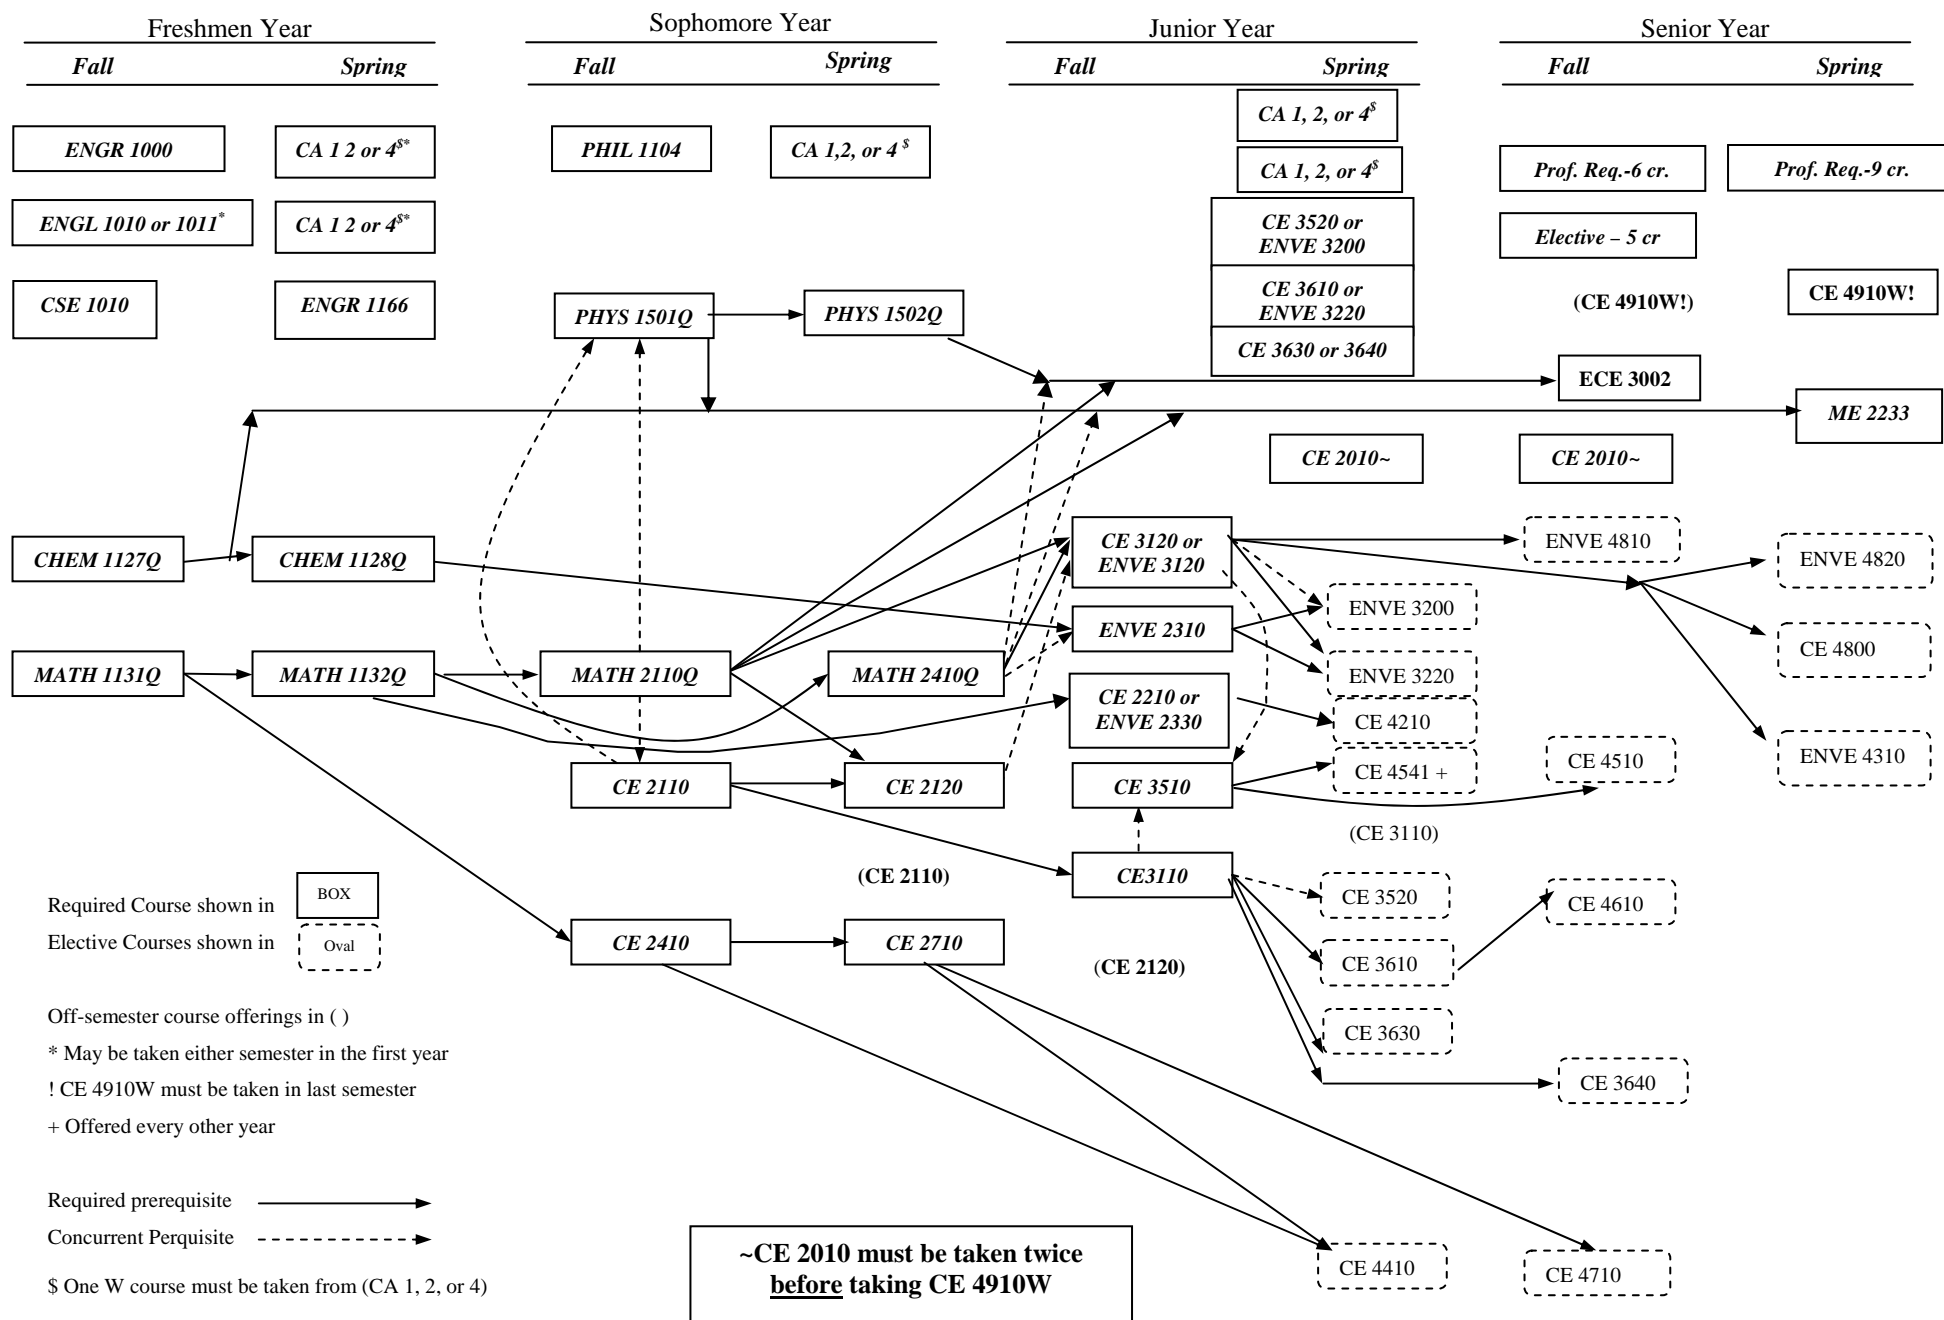 Freshmen Year
Sophomore Year
Junior Year
Senior Year
Fall
Spring
Fall
Spring
Fall
Spring
Fall
Spring
ENGR 1000
CA 1 2 or 4$*
PHIL 1104
CA 1,2, or 4 $
CA 1, 2, or 4$
CA 1, 2, or 4$
Prof. Req.-6 cr.
Prof. Req.-9 cr.
ENGL 1010 or 1011*
CA 1 2 or 4$*
CE 3520 or
ENVE 3200
Elective – 5 cr
CSE 1010
ENGR 1166
PHYS 1501Q
PHYS 1502Q
CE 3610 or
ENVE 3220
(CE 4910W!)
CE 4910W!
CE 3630 or 3640
ECE 3002
ME 2233
CE 2010~
CE 2010~
CHEM 1127Q
CHEM 1128Q
CE 3120 or
ENVE 3120
ENVE 4810
ENVE 4820
ENVE 3200
ENVE 2310
CE 4800
MATH 1131Q
MATH 1132Q
MATH 2110Q
MATH 2410Q
ENVE 3220
CE 2210 or
ENVE 2330
CE 4210
ENVE 4310
CE 2110
CE 2120
CE 3510
CE 4541 +
CE 4510
(CE 3110)
(CE 2110)
CE3110
CE 3520
CE 4610
Required Course shown in
BOX
Elective Courses shown in
Oval
CE 2410
CE 2710
(CE 2120)
CE 3610
CE 3630
CE 3640
Off-semester course offerings in ( )
* May be taken either semester in the first year
! CE 4910W must be taken in last semester
+ Offered every other year
Required prerequisite
Concurrent Perquisite
$ One W course must be taken from (CA 1, 2, or 4)
~CE 2010 must be taken twice
before taking CE 4910W
CE 4410
CE 4710